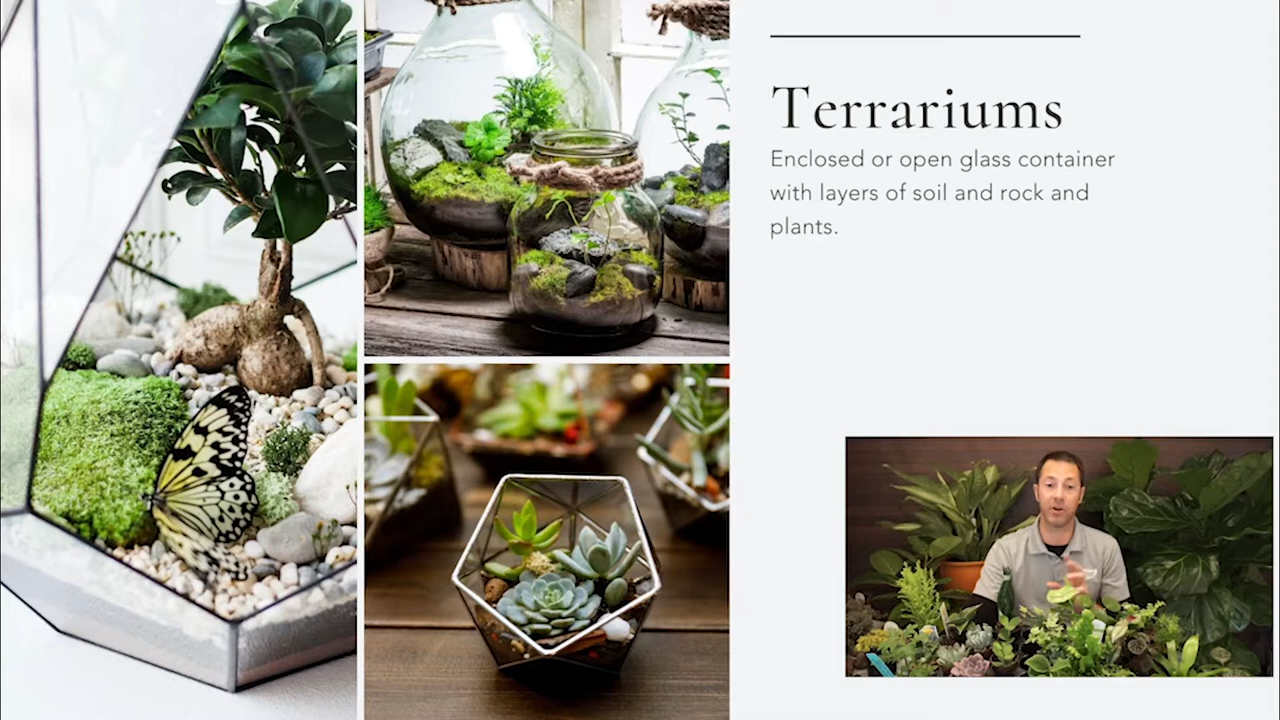 Terrariums
Enclosed or open glass container
with layers of soil and rock and
plants.